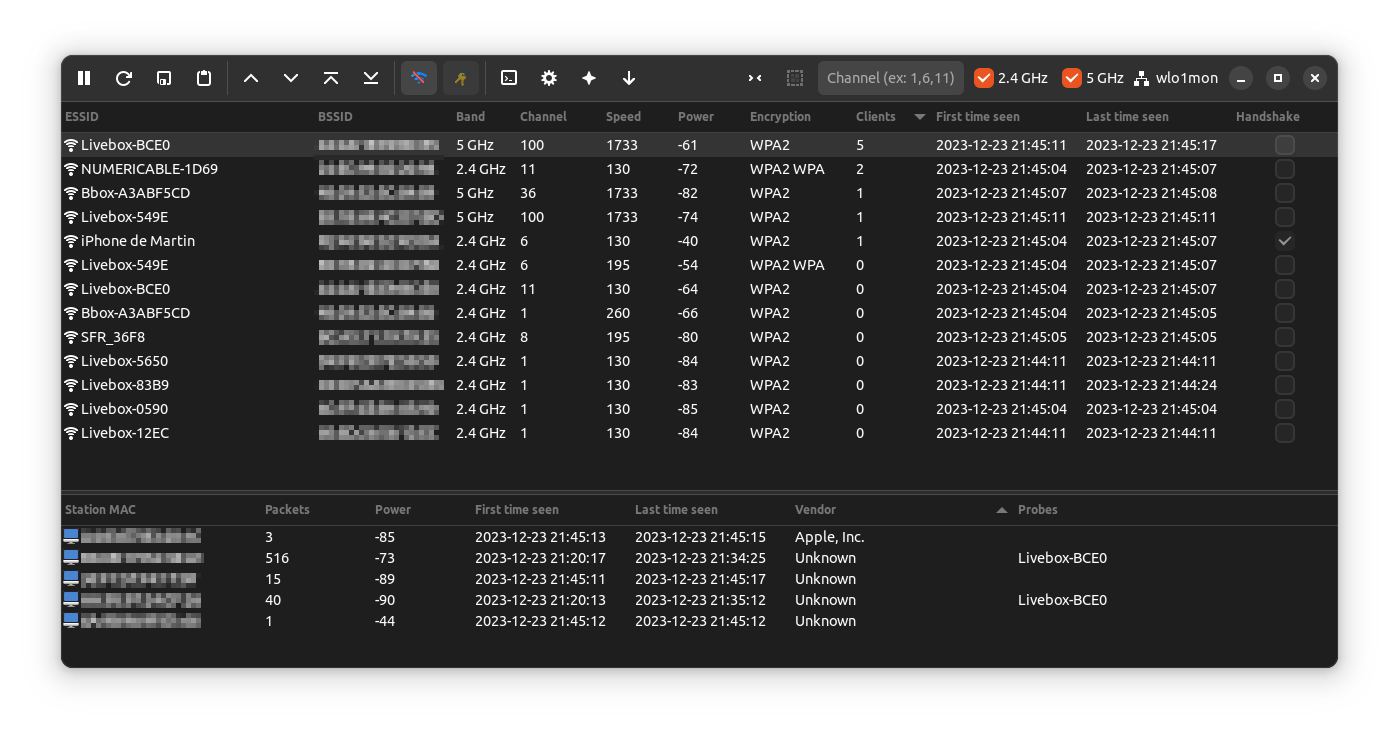 Channel (ex: 1,6,11) 2.4 GHz 5 GHz wlo1mon
ESSID BSSID Band Channel Speed Power Encryption Clients First time seen Last time seen Handshake
Livebox-BCE0 5 GHz 100 1733 -61 WPA2 5 2023-12-23 21:45:11 2023-12-23 21:45:17
NUMERICABLE-1D69 2.4 GHz 11 130 -72 WPA2 WPA 2 2023-12-23 21:45:04 2023-12-23 21:45:07
Bbox-A3ABF5CD 5 GHz 36 1733 -82 WPA2 1 2023-12-23 21:45:07 2023-12-23 21:45:08
Livebox-549E 5 GHz 100 1733 -74 WPA2 1 2023-12-23 21:45:11 2023-12-23 21:45:11
iPhone de Martin 2.4 GHz 6 130 -40 WPA2 1 2023-12-23 21:45:04 2023-12-23 21:45:07
Livebox-549E 2.4 GHz 6 195 -54 WPA2 WPA 0 2023-12-23 21:45:04 2023-12-23 21:45:07
Livebox-BCE0 2.4 GHz 11 130 -64 WPA2 0 2023-12-23 21:45:04 2023-12-23 21:45:07
Bbox-A3ABF5CD 2.4 GHz 1 260 -66 WPA2 0 2023-12-23 21:45:04 2023-12-23 21:45:05
SFR_36F8 2.4 GHz 8 195 -80 WPA2 0 2023-12-23 21:45:05 2023-12-23 21:45:05
Livebox-5650 2.4 GHz 1 130 -84 WPA2 0 2023-12-23 21:44:11 2023-12-23 21:44:11
Livebox-83B9 2.4 GHz 1 130 -83 WPA2 0 2023-12-23 21:44:11 2023-12-23 21:44:24
Livebox-0590 2.4 GHz 1 130 -85 WPA2 0 2023-12-23 21:45:04 2023-12-23 21:45:04
Livebox-12EC 2.4 GHz 1 130 -84 WPA2 0 2023-12-23 21:44:11 2023-12-23 21:44:11
Station MAC Packets Power First time seen Last time seen Vendor Probes
3 -85 2023-12-23 21:45:13 2023-12-23 21:45:15 Apple, Inc.
516 -73 2023-12-23 21:20:17 2023-12-23 21:34:25 Unknown Livebox-BCE0
15 -89 2023-12-23 21:45:11 2023-12-23 21:45:17 Unknown
40 -90 2023-12-23 21:20:13 2023-12-23 21:35:12 Unknown Livebox-BCE0
1 -44 2023-12-23 21:45:12 2023-12-23 21:45:12 Unknown